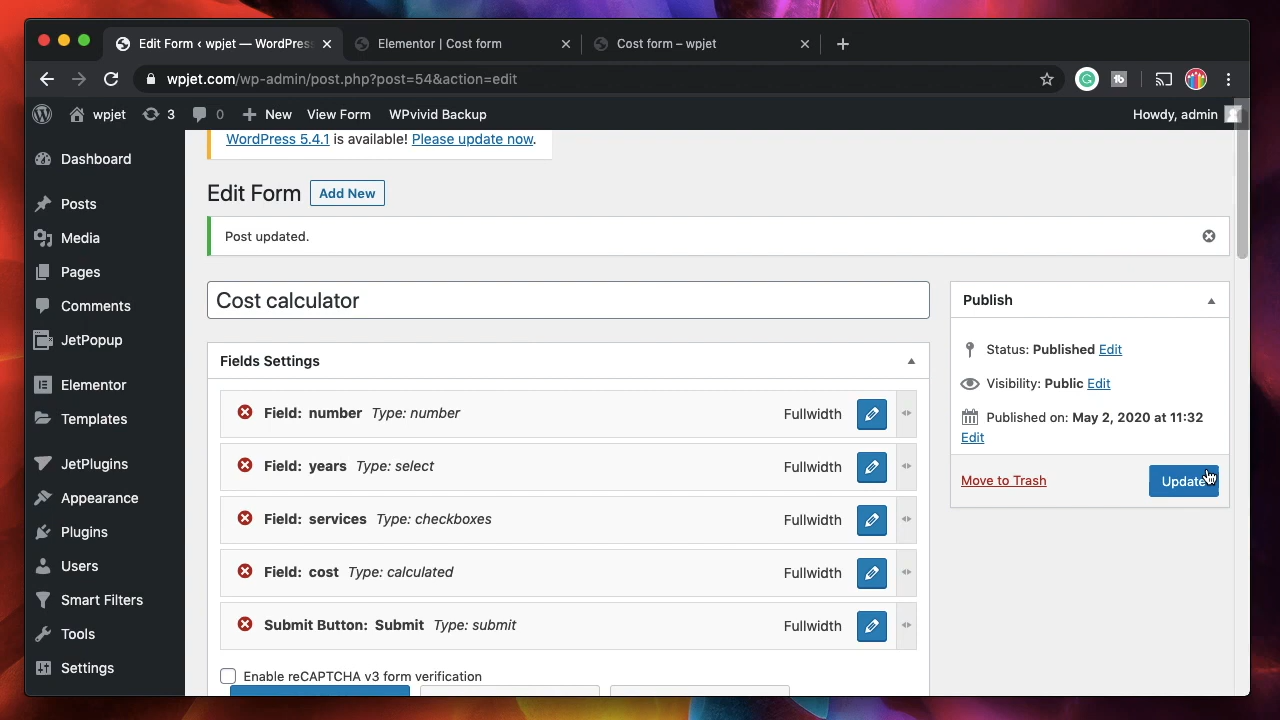 Edit Form ‹ wpjet — WordPres
Elementor | Cost form
Cost form – wpjet
wpjet.com/wp-admin/post.php?post=54&action=edit
wpjet
3
0
New
View Form
WPvivid Backup
Howdy, admin
WordPress 5.4.1 is available! Please update now.
Dashboard
Posts
Media
Pages
Comments
JetPopup
Elementor
Templates
JetPlugins
Appearance
Plugins
Users
Smart Filters
Tools
Settings
Edit Form
Add New
Post updated.
Cost calculator
Fields Settings
Field: number Type: number Fullwidth
Field: years Type: select Fullwidth
Field: services Type: checkboxes Fullwidth
Field: cost Type: calculated Fullwidth
Submit Button: Submit Type: submit Fullwidth
Enable reCAPTCHA v3 form verification
Publish
Status: Published Edit
Visibility: Public Edit
Published on: May 2, 2020 at 11:32
Edit
Move to Trash
Update